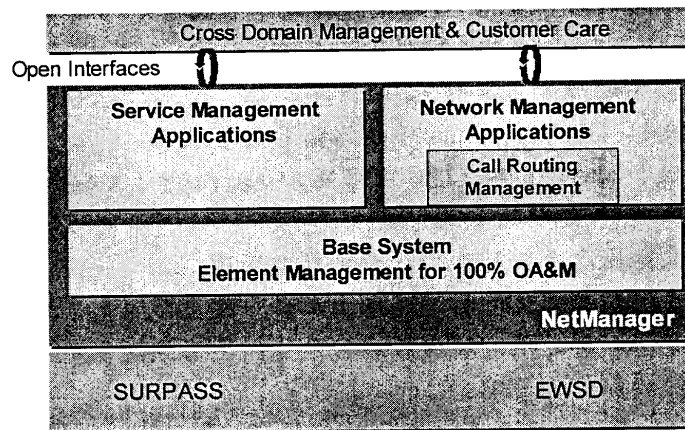 Cross Domain Management & Customer Care
Open Interfaces
Service Management
Applications
Network Management
Applications
Call Routing
Management
Base System
Element Management for 100% OA&M
NetManager
SURPASS
EWSD